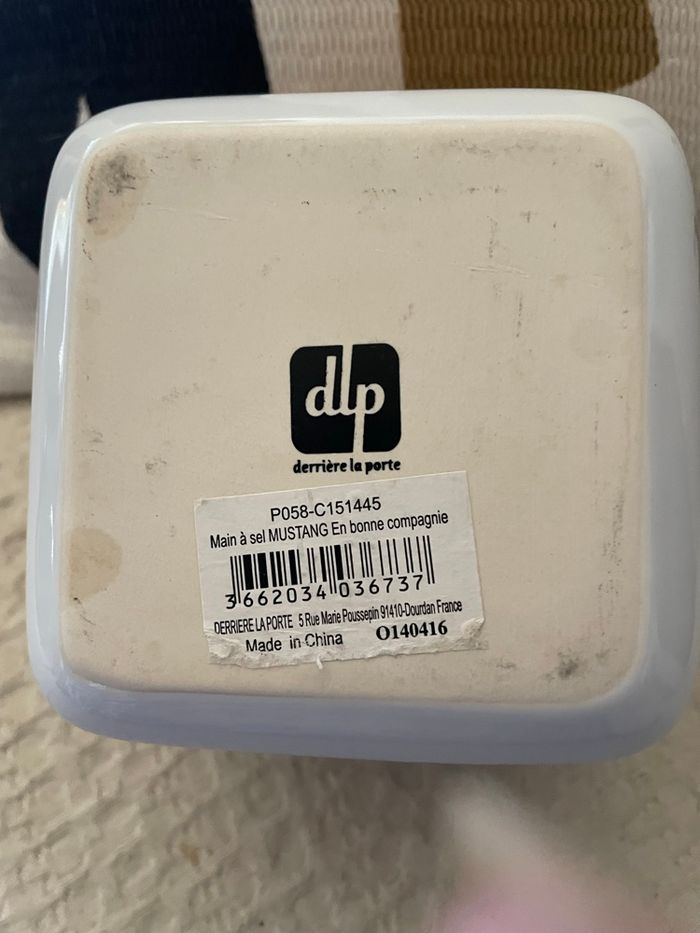 dlp
derrière la porte
P058-C151445
Main à sel MUSTANG En bonne compagnie
3 662034 036737
DERRIERE LA PORTE 5 Rue Marie Poussepin 91410-Dourdan France
Made in China O140416